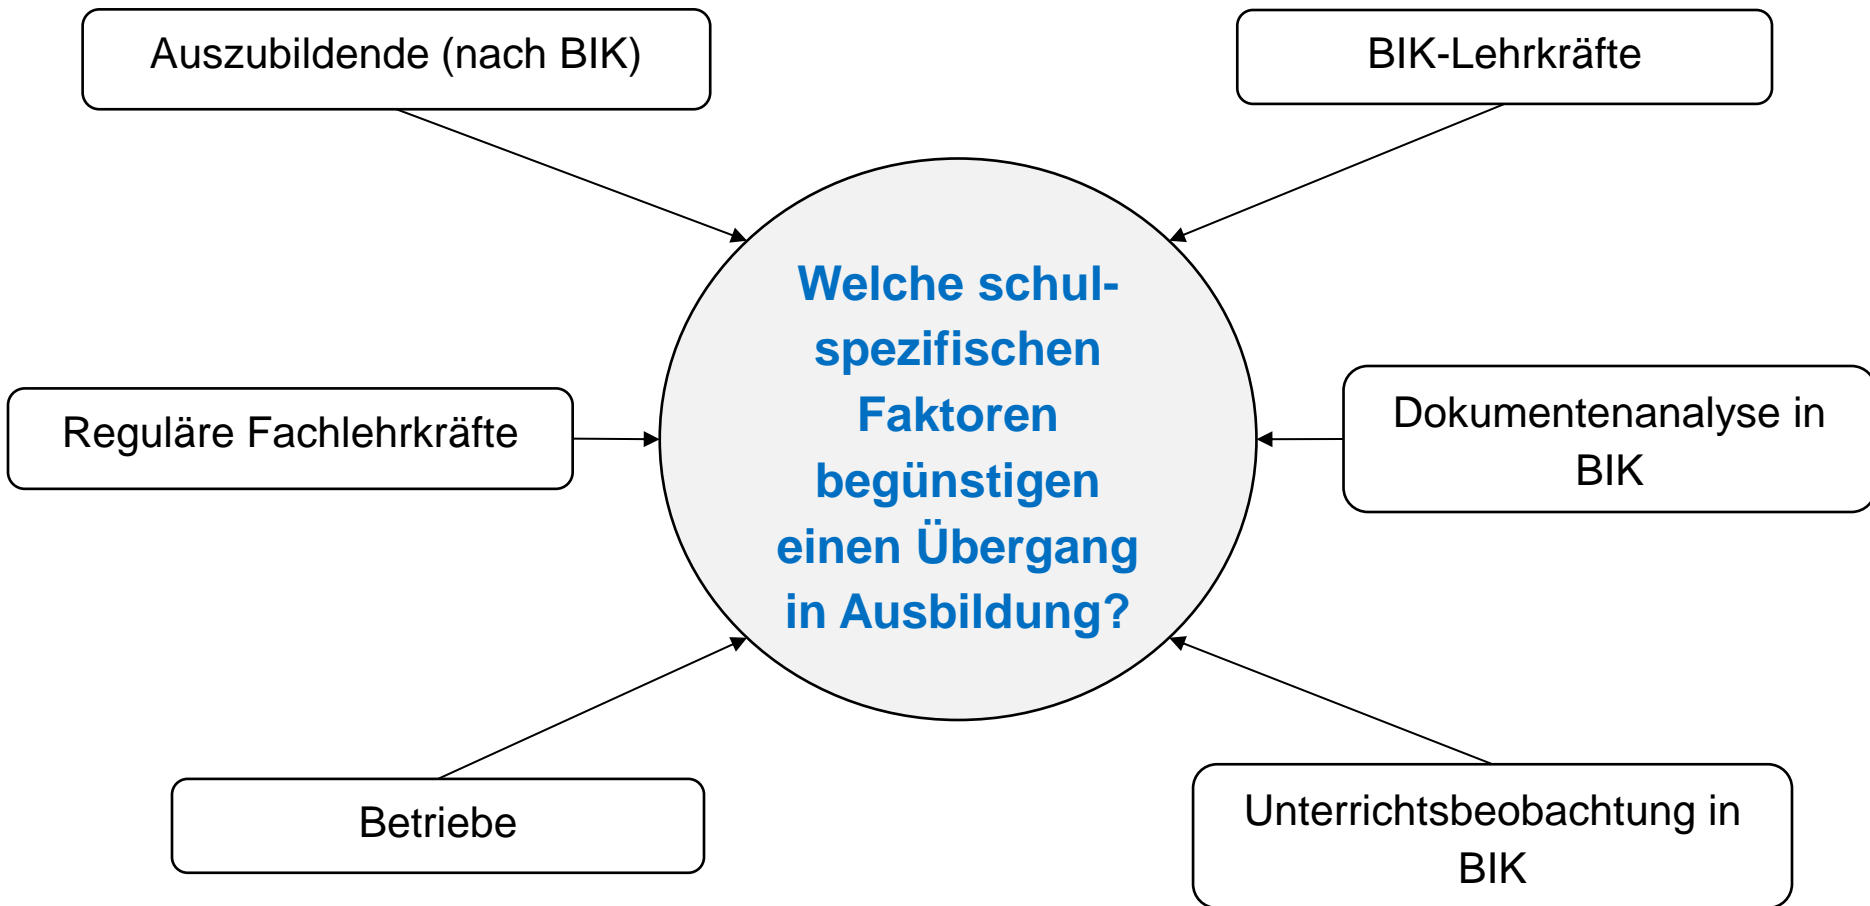 Auszubildende (nach BIK)
BIK-Lehrkräfte
Welche schul-
spezifischen
Faktoren
begünstigen
einen Übergang
in Ausbildung?
Reguläre Fachlehrkräfte
Dokumentenanalyse in
BIK
Betriebe
Unterrichtsbeobachtung in
BIK